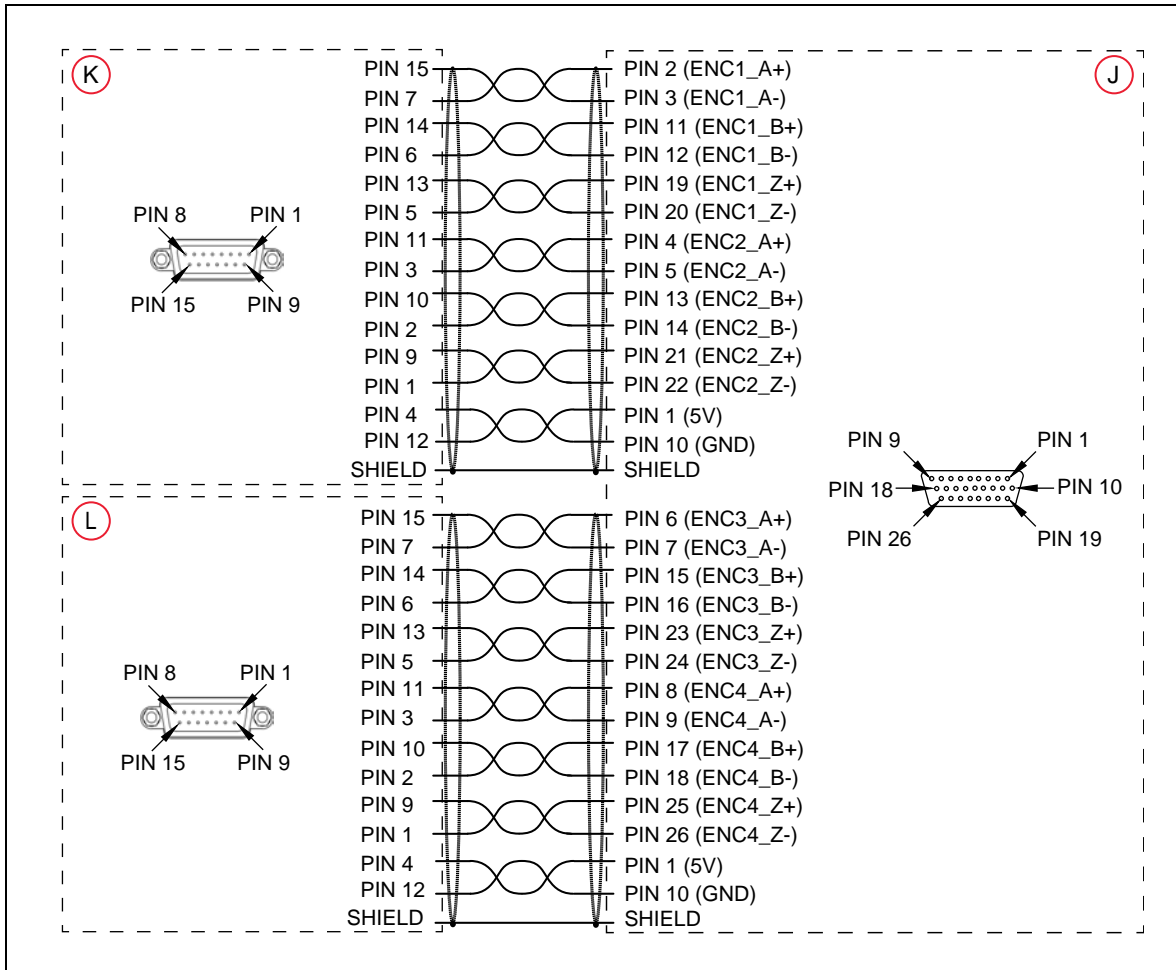 K
PIN 15
PIN 7
PIN 14
PIN 6
PIN 13
PIN 5
PIN 11
PIN 3
PIN 10
PIN 2
PIN 9
PIN 1
PIN 4
PIN 12
SHIELD
PIN 8
PIN 1
PIN 15
PIN 9
J
PIN 2 (ENC1_A+)
PIN 3 (ENC1_A-)
PIN 11 (ENC1_B+)
PIN 12 (ENC1_B-)
PIN 19 (ENC1_Z+)
PIN 20 (ENC1_Z-)
PIN 4 (ENC2_A+)
PIN 5 (ENC2_A-)
PIN 13 (ENC2_B+)
PIN 14 (ENC2_B-)
PIN 21 (ENC2_Z+)
PIN 22 (ENC2_Z-)
PIN 1 (5V)
PIN 10 (GND)
SHIELD
PIN 9
PIN 1
PIN 18
PIN 10
PIN 26
PIN 19
L
PIN 15
PIN 7
PIN 14
PIN 6
PIN 13
PIN 5
PIN 11
PIN 3
PIN 10
PIN 2
PIN 9
PIN 1
PIN 4
PIN 12
SHIELD
PIN 8
PIN 1
PIN 15
PIN 9
PIN 6 (ENC3_A+)
PIN 7 (ENC3_A-)
PIN 15 (ENC3_B+)
PIN 16 (ENC3_B-)
PIN 23 (ENC3_Z+)
PIN 24 (ENC3_Z-)
PIN 8 (ENC4_A+)
PIN 9 (ENC4_A-)
PIN 17 (ENC4_B+)
PIN 18 (ENC4_B-)
PIN 25 (ENC4_Z+)
PIN 26 (ENC4_Z-)
PIN 1 (5V)
PIN 10 (GND)
SHIELD